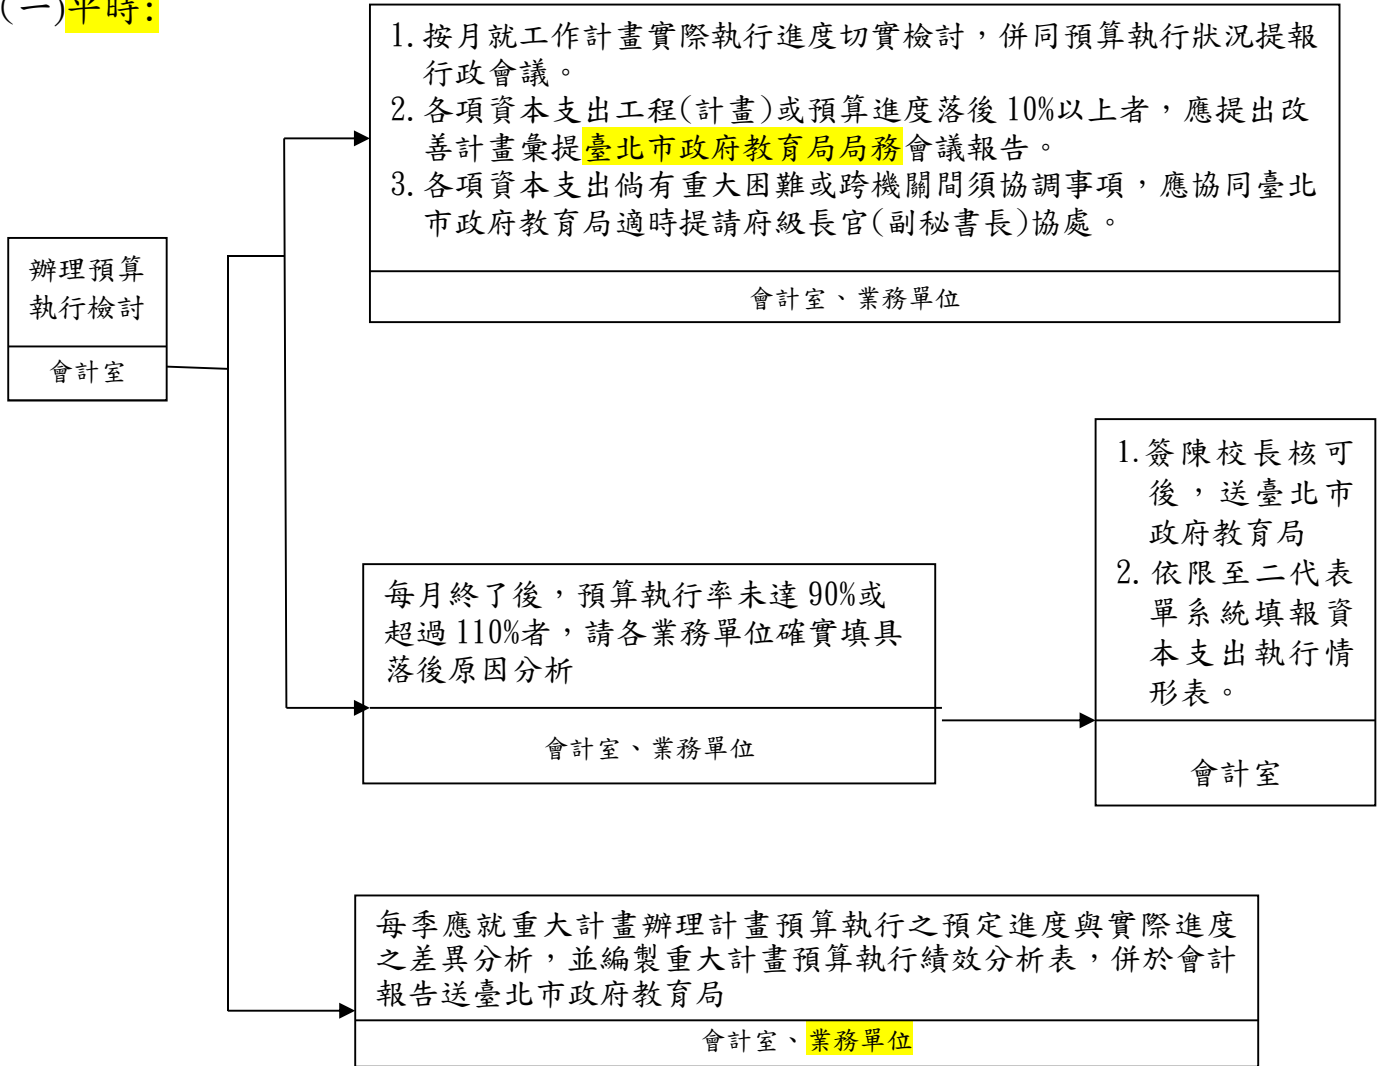 (一)平時:
1.按月就工作計畫實際執行進度切實檢討，併同預算執行狀況提報
行政會議。
2.各項資本支出工程(計畫)或預算進度落後 10%以上者，應提出改
善計畫彙提臺北市政府教育局局務會議報告。
3.各項資本支出倘有重大困難或跨機關間須協調事項，應協同臺北
市政府教育局適時提請府級長官(副秘書長)協處。
會計室、業務單位
辦理預算
執行檢討
會計室
每月終了後，預算執行率未達 90%或
超過 110%者，請各業務單位確實填具
落後原因分析
會計室、業務單位
1.簽陳校長核可
後，送臺北市
政府教育局
2.依限至二代表
單系統填報資
本支出執行情
形表。
會計室
每季應就重大計畫辦理計畫預算執行之預定進度與實際進度
之差異分析，並編製重大計畫預算執行績效分析表，併於會計
報告送臺北市政府教育局
會計室、業務單位